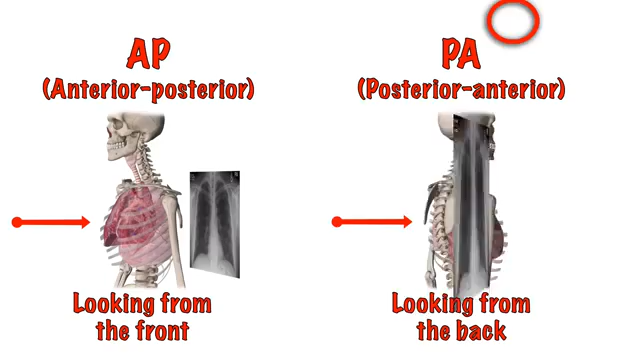 AP
(Anterior-posterior)
Looking from
the front
PA
(Posterior-anterior)
Looking from
the back